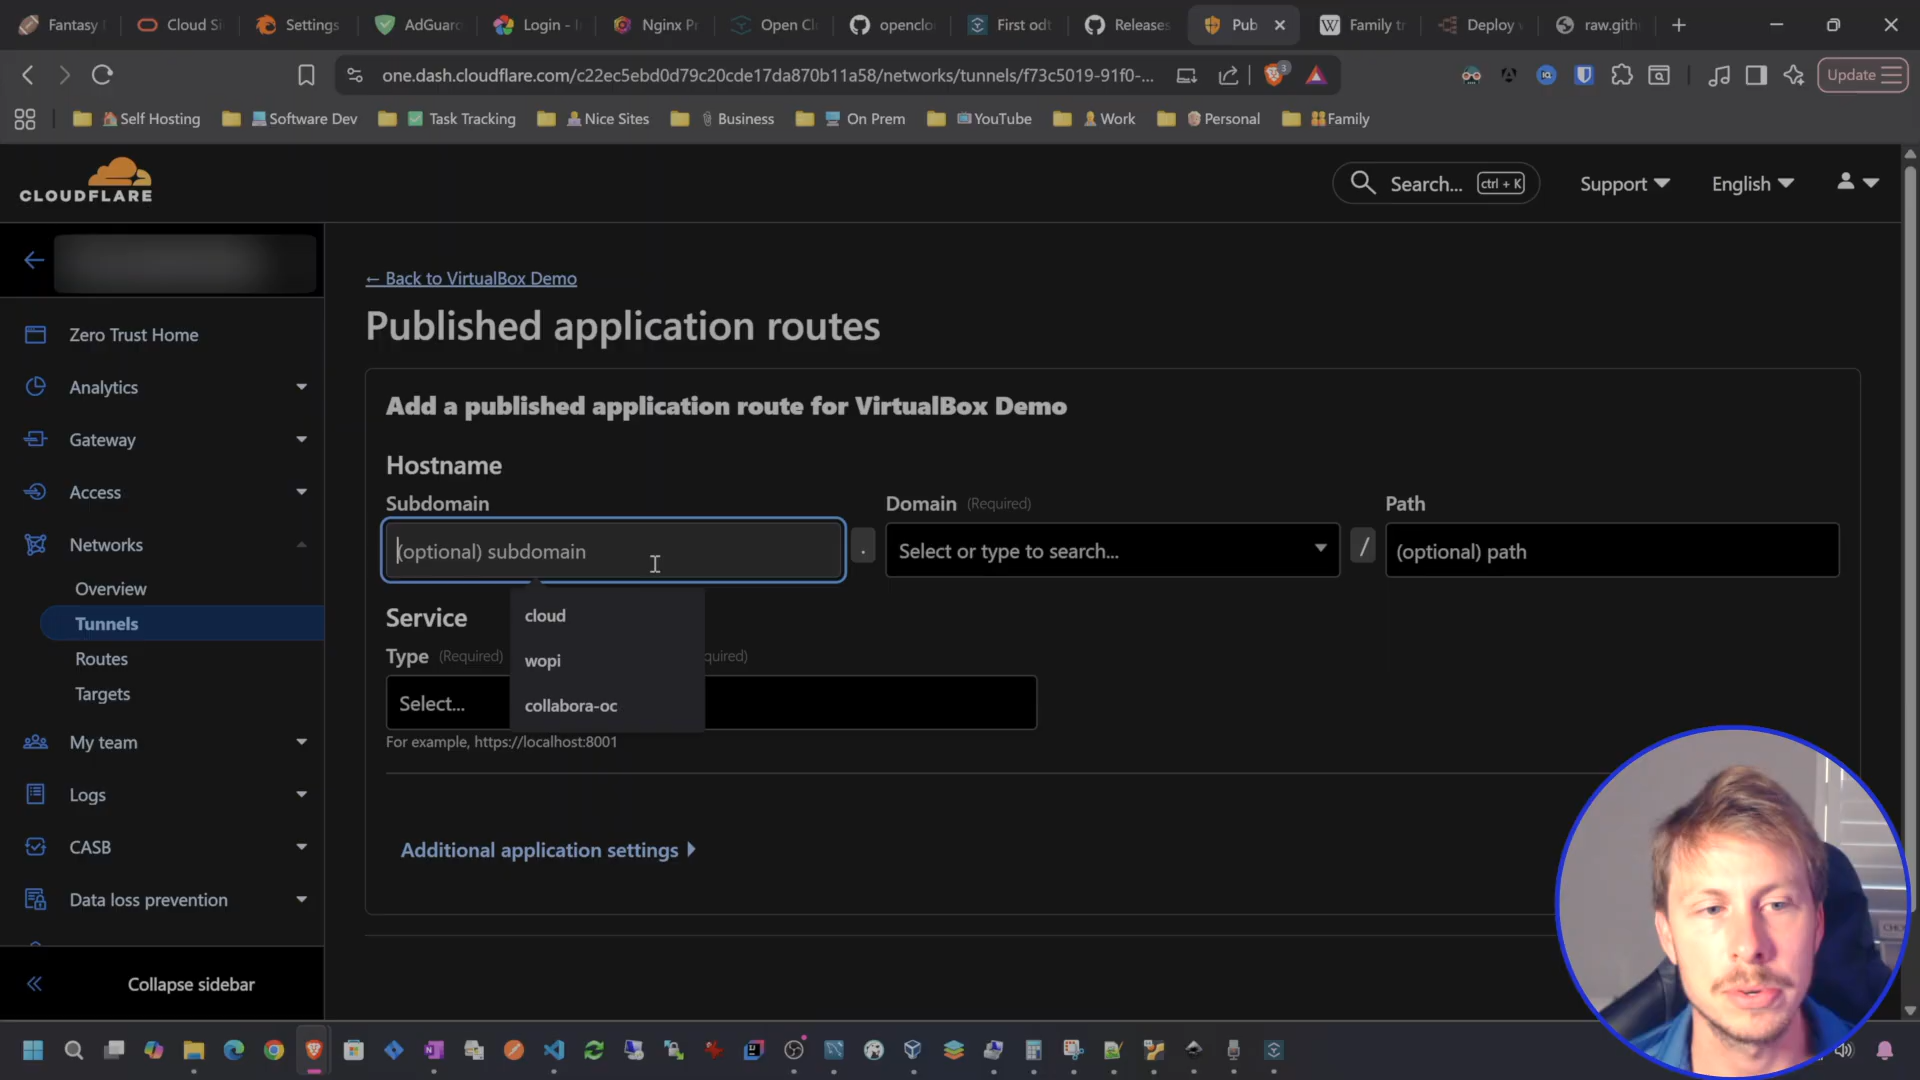 Fantasy
Cloud S
Settings
AdGuar
Login -
Nginx Pr
Open Cl
openclo
First odt
Releases
Pub
Family tr
Deploy
raw.gith
one.dash.cloudflare.com/c22ec5ebd0d79c20cde17da870b11a58/networks/tunnels/f73c5019-91f0-...
3
Update
Self Hosting
Software Dev
Task Tracking
Nice Sites
Business
On Prem
YouTube
Work
Personal
Family
CLOUDFLARE
Search...
ctrl + K
Support
English
Zero Trust Home
Analytics
Gateway
Access
Networks
Overview
Tunnels
Routes
Targets
My team
Logs
CASB
Data loss prevention
Collapse sidebar
← Back to VirtualBox Demo
Published application routes
Add a published application route for VirtualBox Demo
Hostname
Subdomain
Domain (Required)
Path
(optional) subdomain
.
Select or type to search...
/
(optional) path
cloud
wopi
collabora-oc
Service
Type (Required)
quired)
Select...
For example, https://localhost:8001
Additional application settings